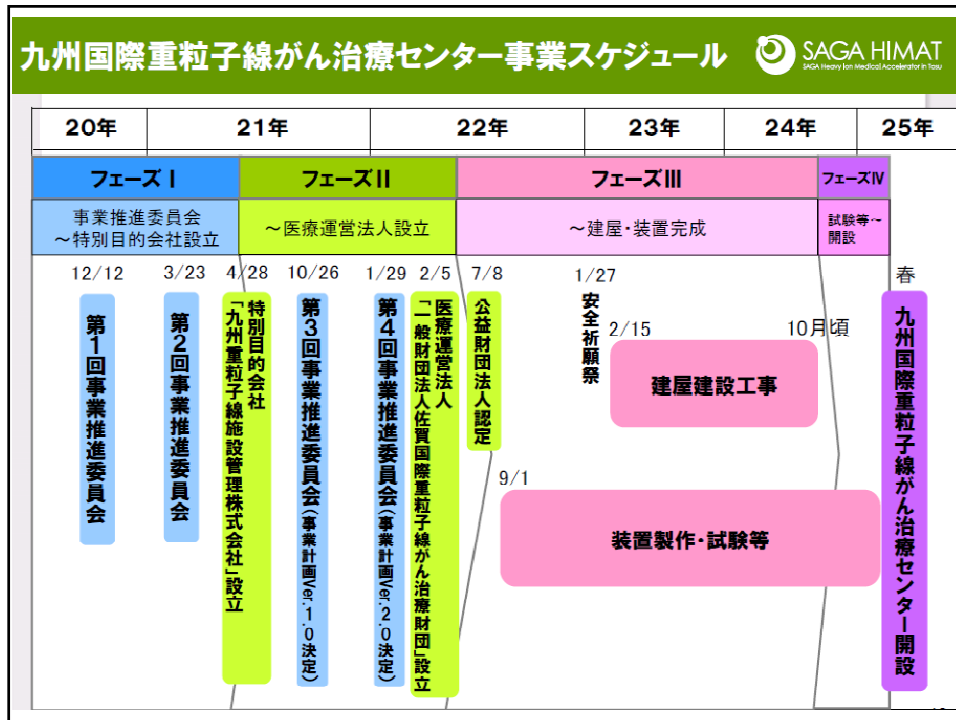 九州国際重粒子線がん治療センター事業スケジュール
SAGA HIMAT
SAGA Heavy Ion Medical Accelerator in Tosu
20年
21年
22年
23年
24年
25年
フェーズⅠ
フェーズⅡ
フェーズⅢ
フェーズⅣ
事業推進委員会
～特別目的会社設立
～医療運営法人設立
～建屋・装置完成
試験等～
開設
12/12
3/23
4/28
10/26
1/29
2/5
7/8
1/27
春
第1回事業推進委員会
第2回事業推進委員会
特別目的会社
「九州重粒子線施設管理株式会社」設立
第3回事業推進委員会(事業計画Ver.1.0決定)
第4回事業推進委員会(事業計画Ver.2.0決定)
医療運営法人
「一般財団法人佐賀国際重粒子線がん治療財団」設立
公益財団法人認定
安全祈願祭
2/15
10月頃
建屋建設工事
9/1
装置製作・試験等
九州国際重粒子線がん治療センター開設